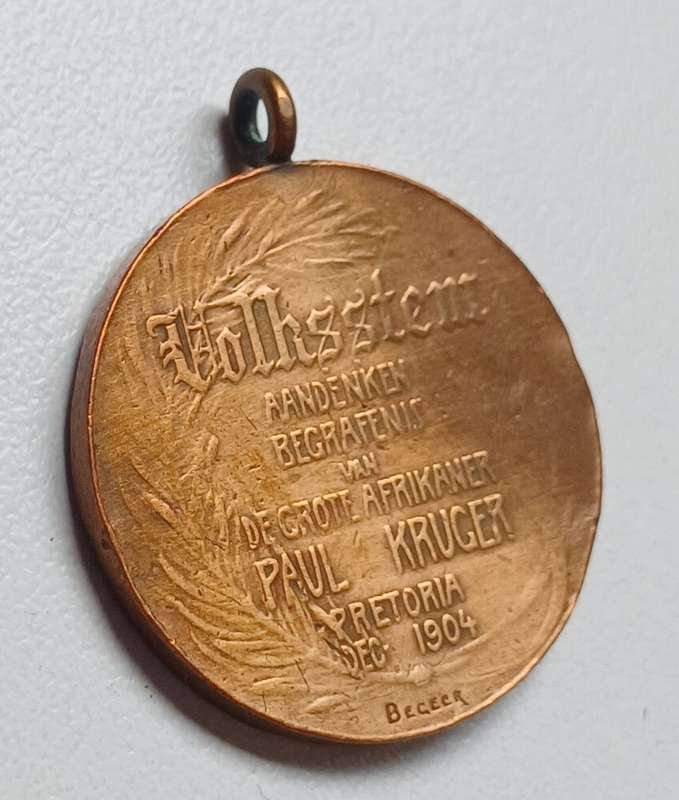 Volksstem
AANDENKEN
BEGRAFENIS
VAN
DE GROTE AFRIKANER
PAUL KRUGER
PRETORIA
DEC. 1904
BEGEER